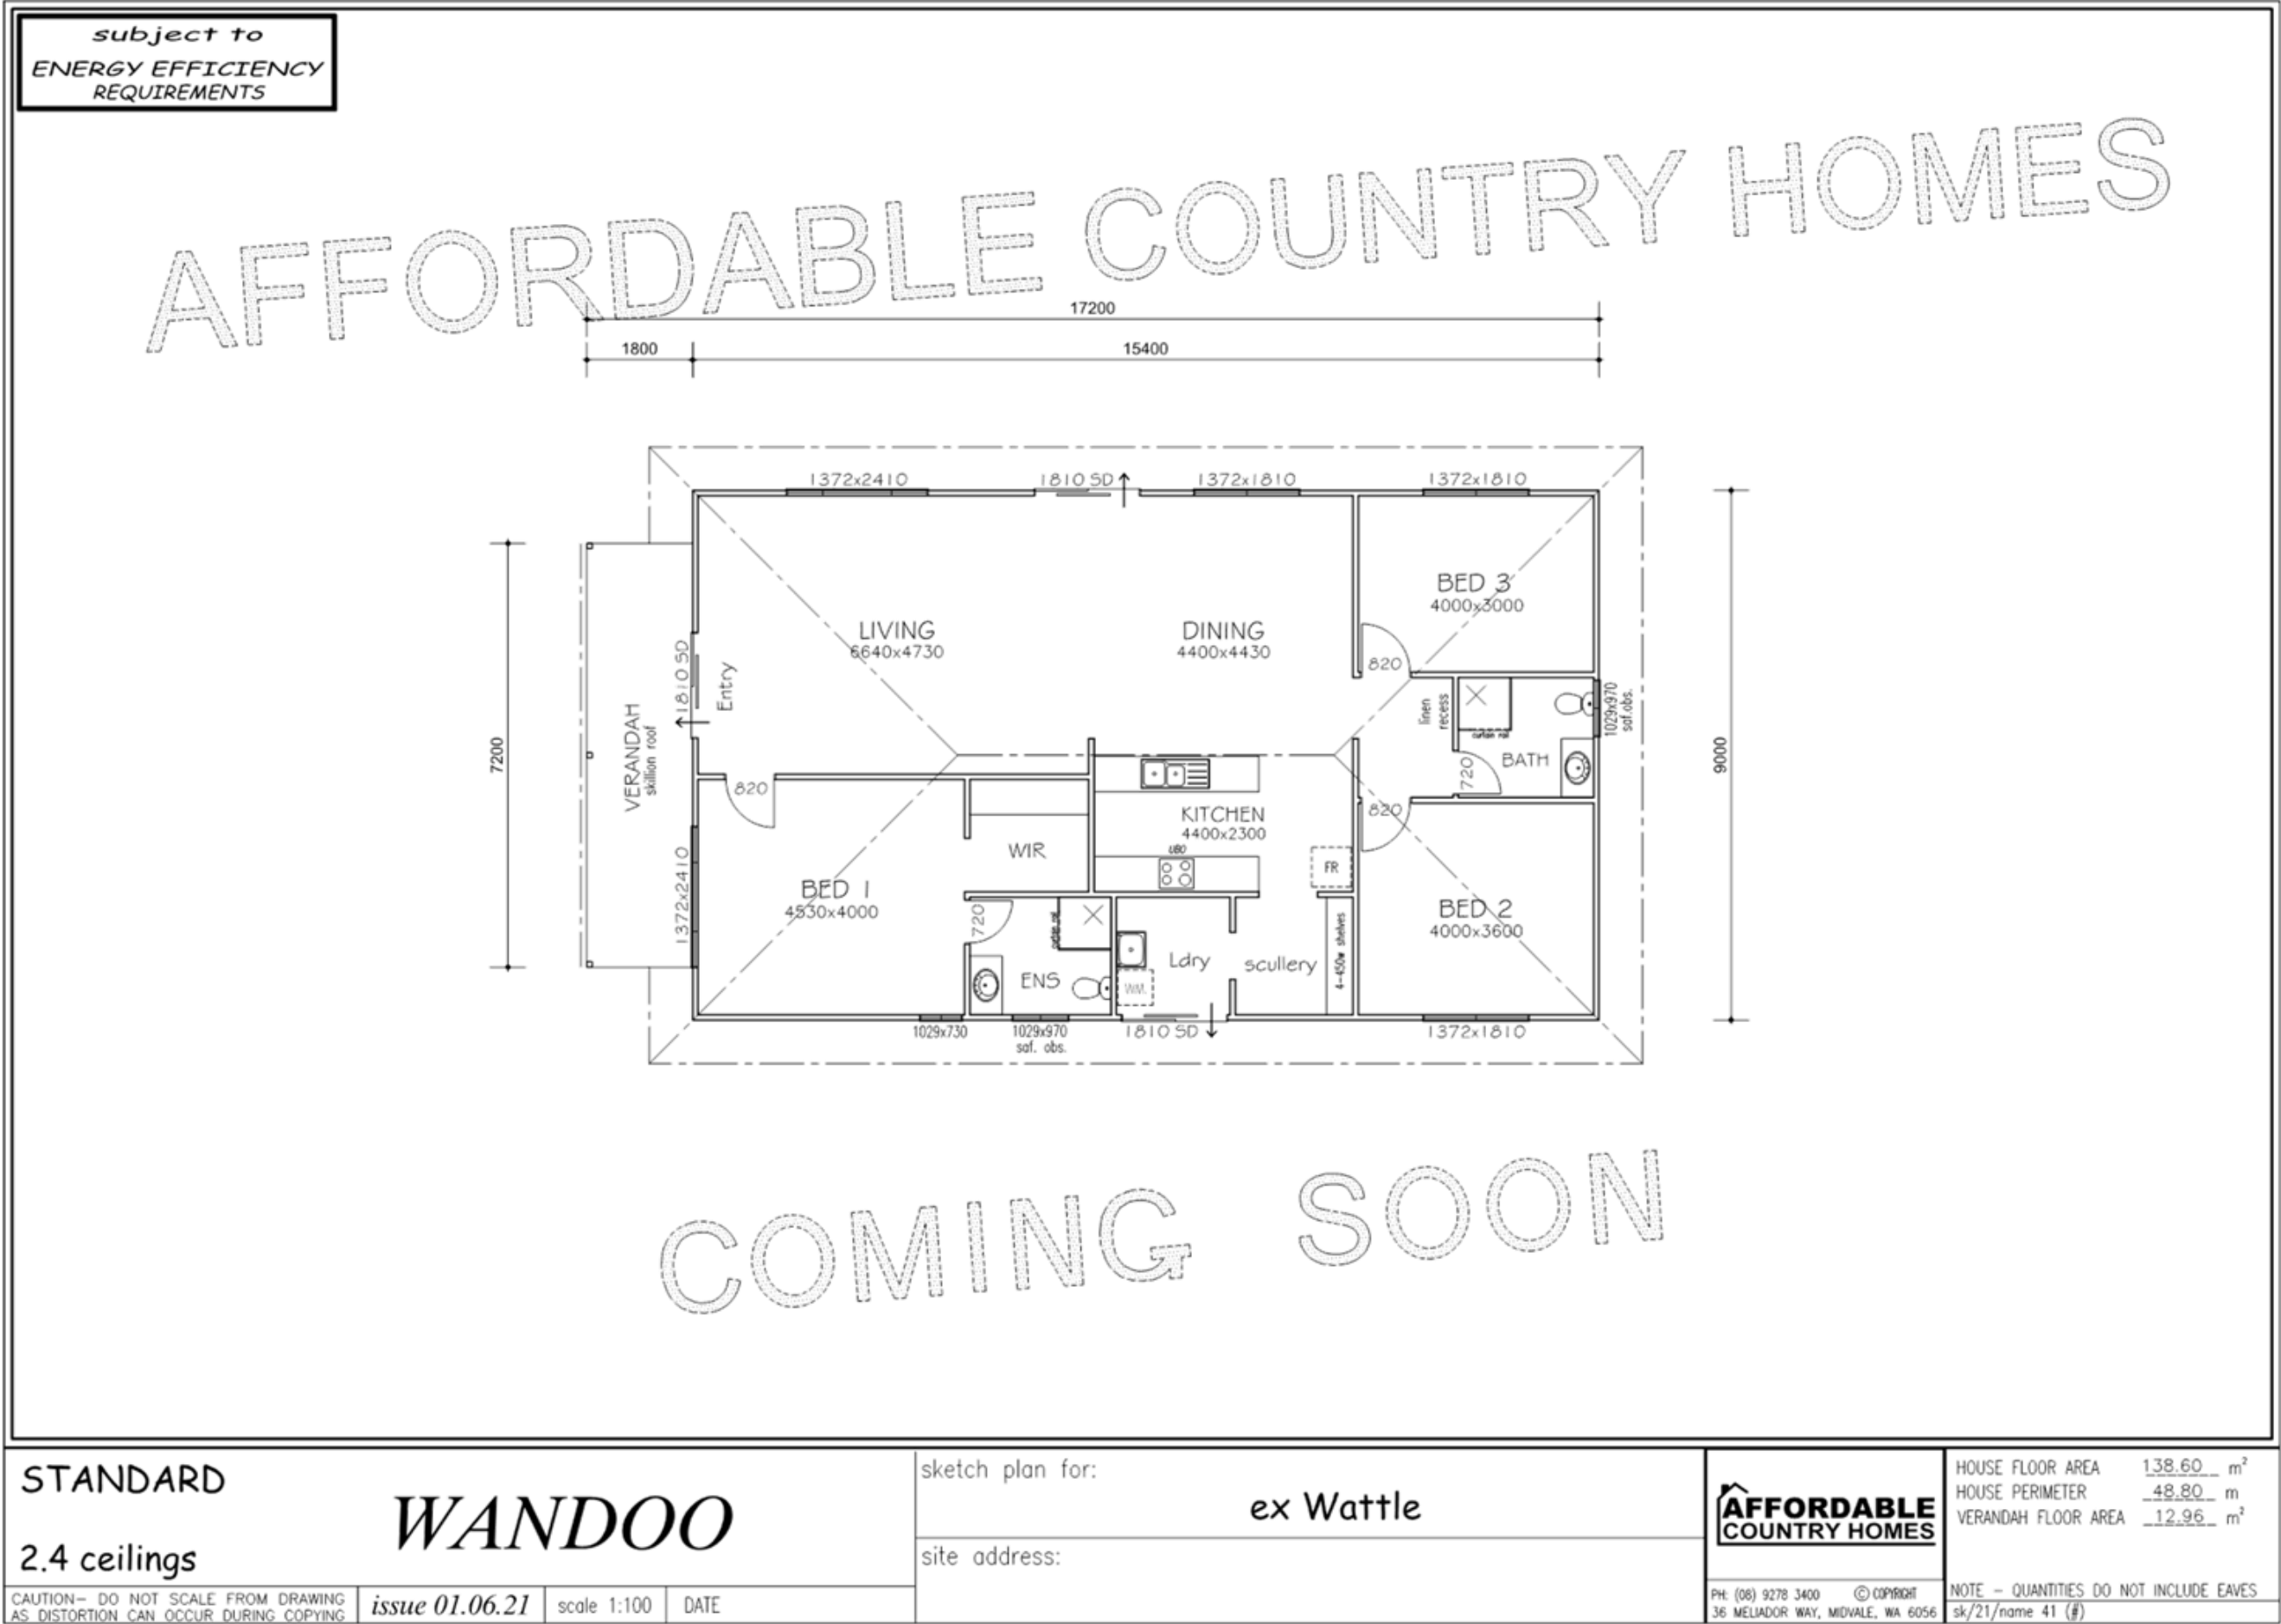 subject to
ENERGY EFFICIENCY
REQUIREMENTS
AFFORDABLE COUNTRY HOMES
17200
1800
15400
1372x2410
1810 SD
1372x1810
1372x1810
BED 3
4000x3000
LIVING
6640x4730
DINING
4400x4430
820
1810 SD
Entry
VERANDAH
skillion roof
7200
9000
linen
recess
curtain rail
1029x970
saf.obs.
BATH
720
820
820
KITCHEN
4400x2300
UBO
WIR
FR
BED 1
4530x4000
1372x2410
BED 2
4000x3600
720
curtain rail
ENS
Ldry
WM.
scullery
4-450w shelves
1029x730
1029x970
saf. obs.
1810 SD
1372x1810
COMING SOON
STANDARD
2.4 ceilings
WANDOO
CAUTION- DO NOT SCALE FROM DRAWING
AS DISTORTION CAN OCCUR DURING COPYING
issue 01.06.21
scale 1:100
DATE
sketch plan for:
ex Wattle
site address:
AFFORDABLE
COUNTRY HOMES
PH: (08) 9278 3400 © COPYRIGHT
36 MELIADOR WAY, MIDVALE, WA 6056
HOUSE FLOOR AREA 138.60 m²
HOUSE PERIMETER 48.80 m
VERANDAH FLOOR AREA 12.96 m²
NOTE - QUANTITIES DO NOT INCLUDE EAVES
sk/21/name 41 (#)